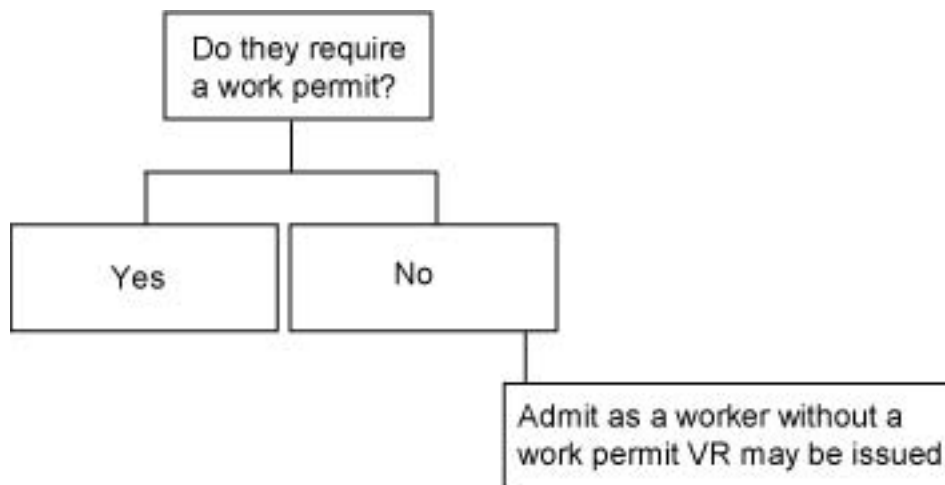 Do they require
a work permit?
Yes
No
Admit as a worker without a
work permit VR may be issued